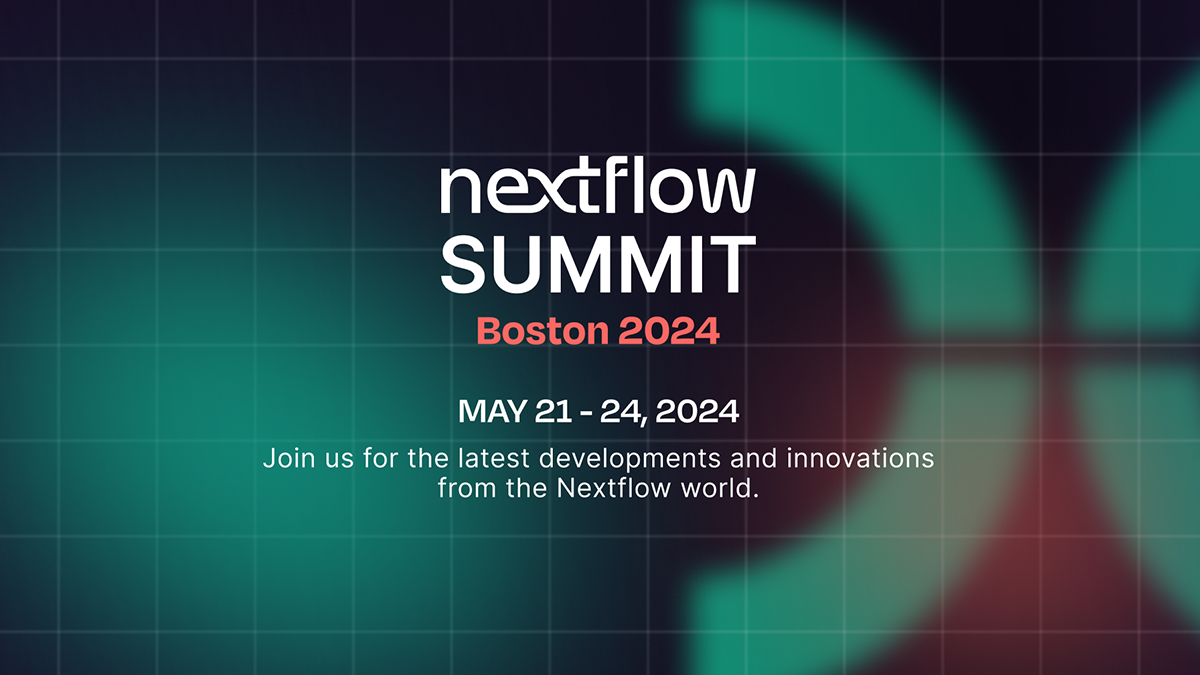 nextflow
SUMMIT
Boston 2024
MAY 21 - 24, 2024
Join us for the latest developments and innovations
from the Nextflow world.